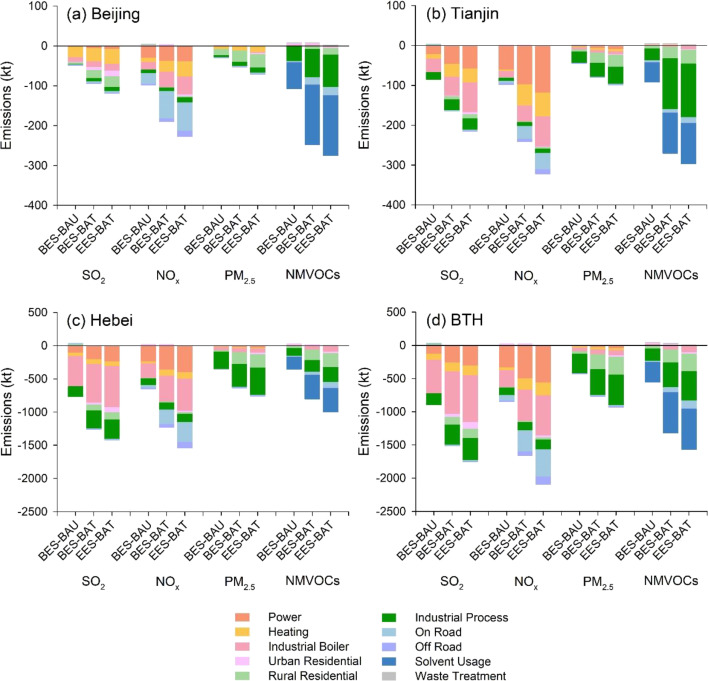 (a) Beijing
Emissions (kt)
100
0
-100
-200
-300
-400
BES-BAU
BES-BAT
EES-BAT
BES-BAU
BES-BAT
EES-BAT
BES-BAU
BES-BAT
EES-BAT
BES-BAU
BES-BAT
EES-BAT
SO2 NOx PM2.5 NMVOCs
(b) Tianjin
Emissions (kt)
100
0
-100
-200
-300
-400
BES-BAU
BES-BAT
EES-BAT
BES-BAU
BES-BAT
EES-BAT
BES-BAU
BES-BAT
EES-BAT
BES-BAU
BES-BAT
EES-BAT
SO2 NOx PM2.5 NMVOCs
(c) Hebei
Emissions (kt)
500
0
-500
-1000
-1500
-2000
-2500
BES-BAU
BES-BAT
EES-BAT
BES-BAU
BES-BAT
EES-BAT
BES-BAU
BES-BAT
EES-BAT
BES-BAU
BES-BAT
EES-BAT
SO2 NOx PM2.5 NMVOCs
(d) BTH
Emissions (kt)
500
0
-500
-1000
-1500
-2000
-2500
BES-BAU
BES-BAT
EES-BAT
BES-BAU
BES-BAT
EES-BAT
BES-BAU
BES-BAT
EES-BAT
BES-BAU
BES-BAT
EES-BAT
SO2 NOx PM2.5 NMVOCs
Power
Heating
Industrial Boiler
Urban Residential
Rural Residential
Industrial Process
On Road
Off Road
Solvent Usage
Waste Treatment